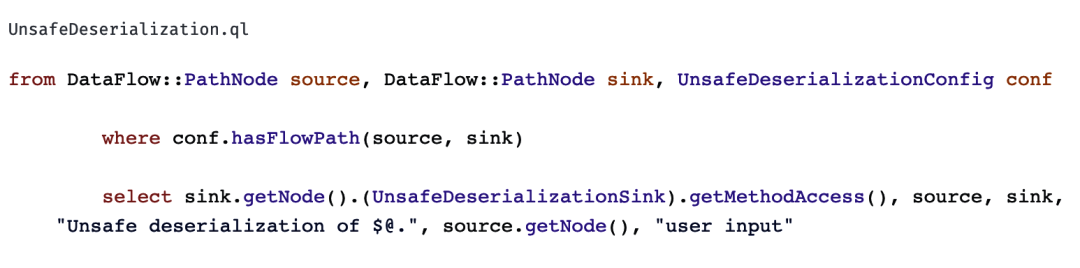 UnsafeDeserialization.ql
from DataFlow::PathNode source, DataFlow::PathNode sink, UnsafeDeserializationConfig conf
where conf.hasFlowPath(source, sink)
select sink.getNode().(UnsafeDeserializationSink).getMethodAccess(), source, sink,
"Unsafe deserialization of $@.", source.getNode(), "user input"